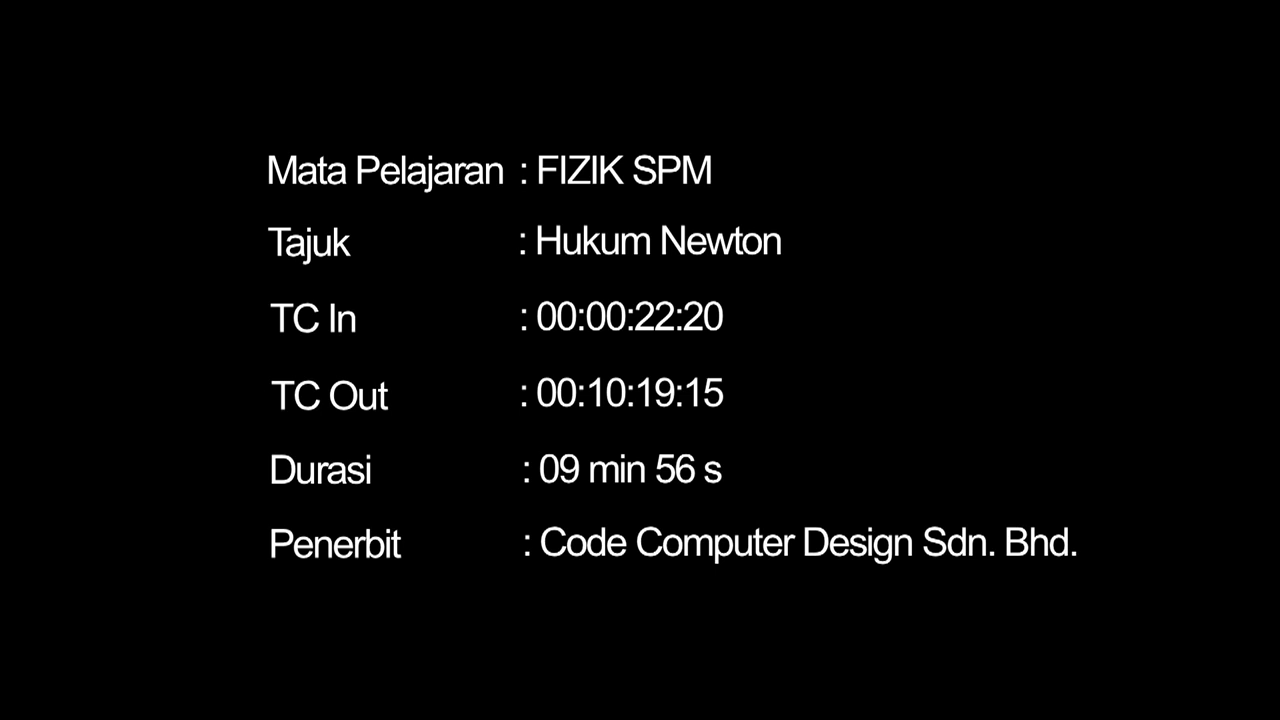 Mata Pelajaran : FIZIK SPM
Tajuk : Hukum Newton
TC In : 00:00:22:20
TC Out : 00:10:19:15
Durasi : 09 min 56 s
Penerbit : Code Computer Design Sdn. Bhd.